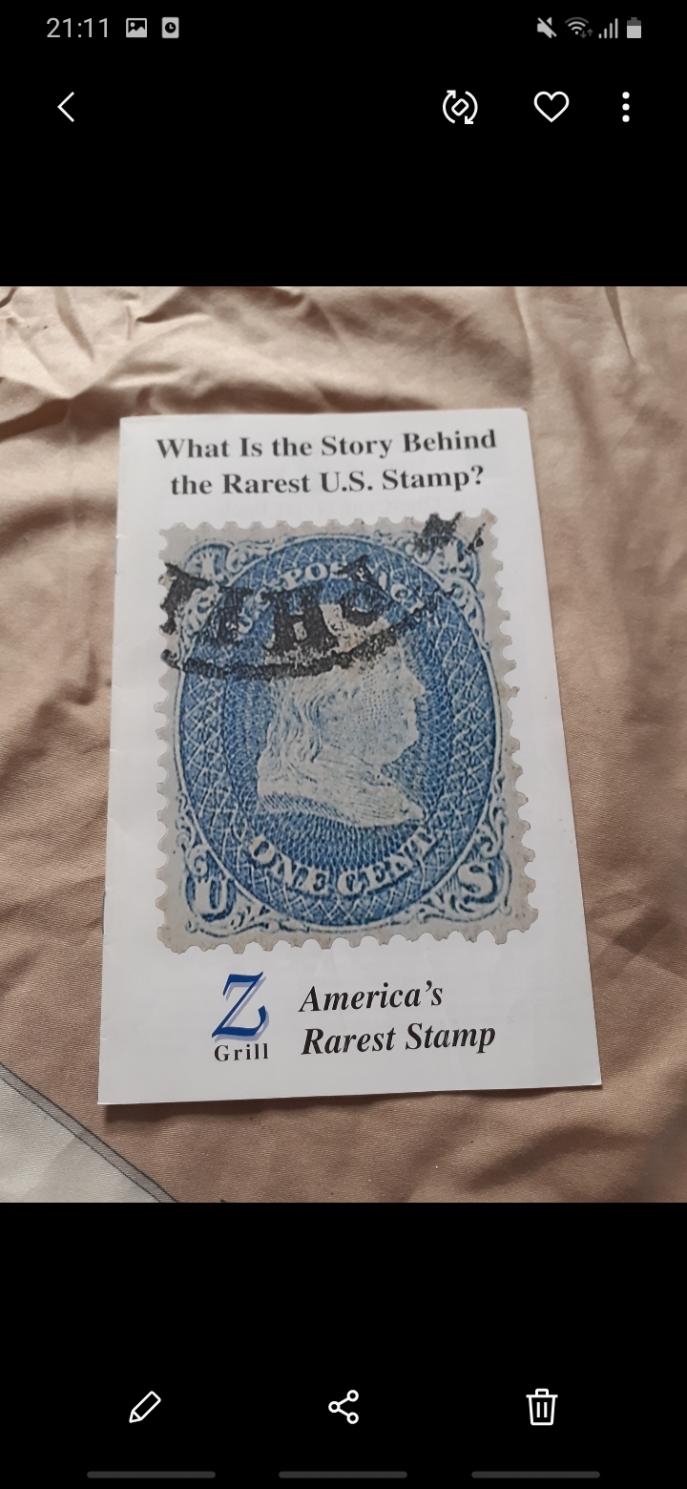 21:11
What Is the Story Behind
the Rarest U.S. Stamp?
U.S. POSTAGE
ONE CENT
U S
Z
Grill
America's
Rarest Stamp